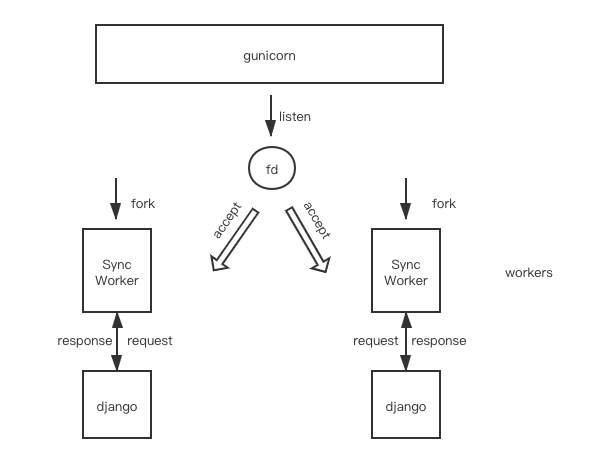 gunicorn
listen
fd
accept
accept
fork
fork
Sync
Worker
Sync
Worker
workers
response
request
request
response
django
django